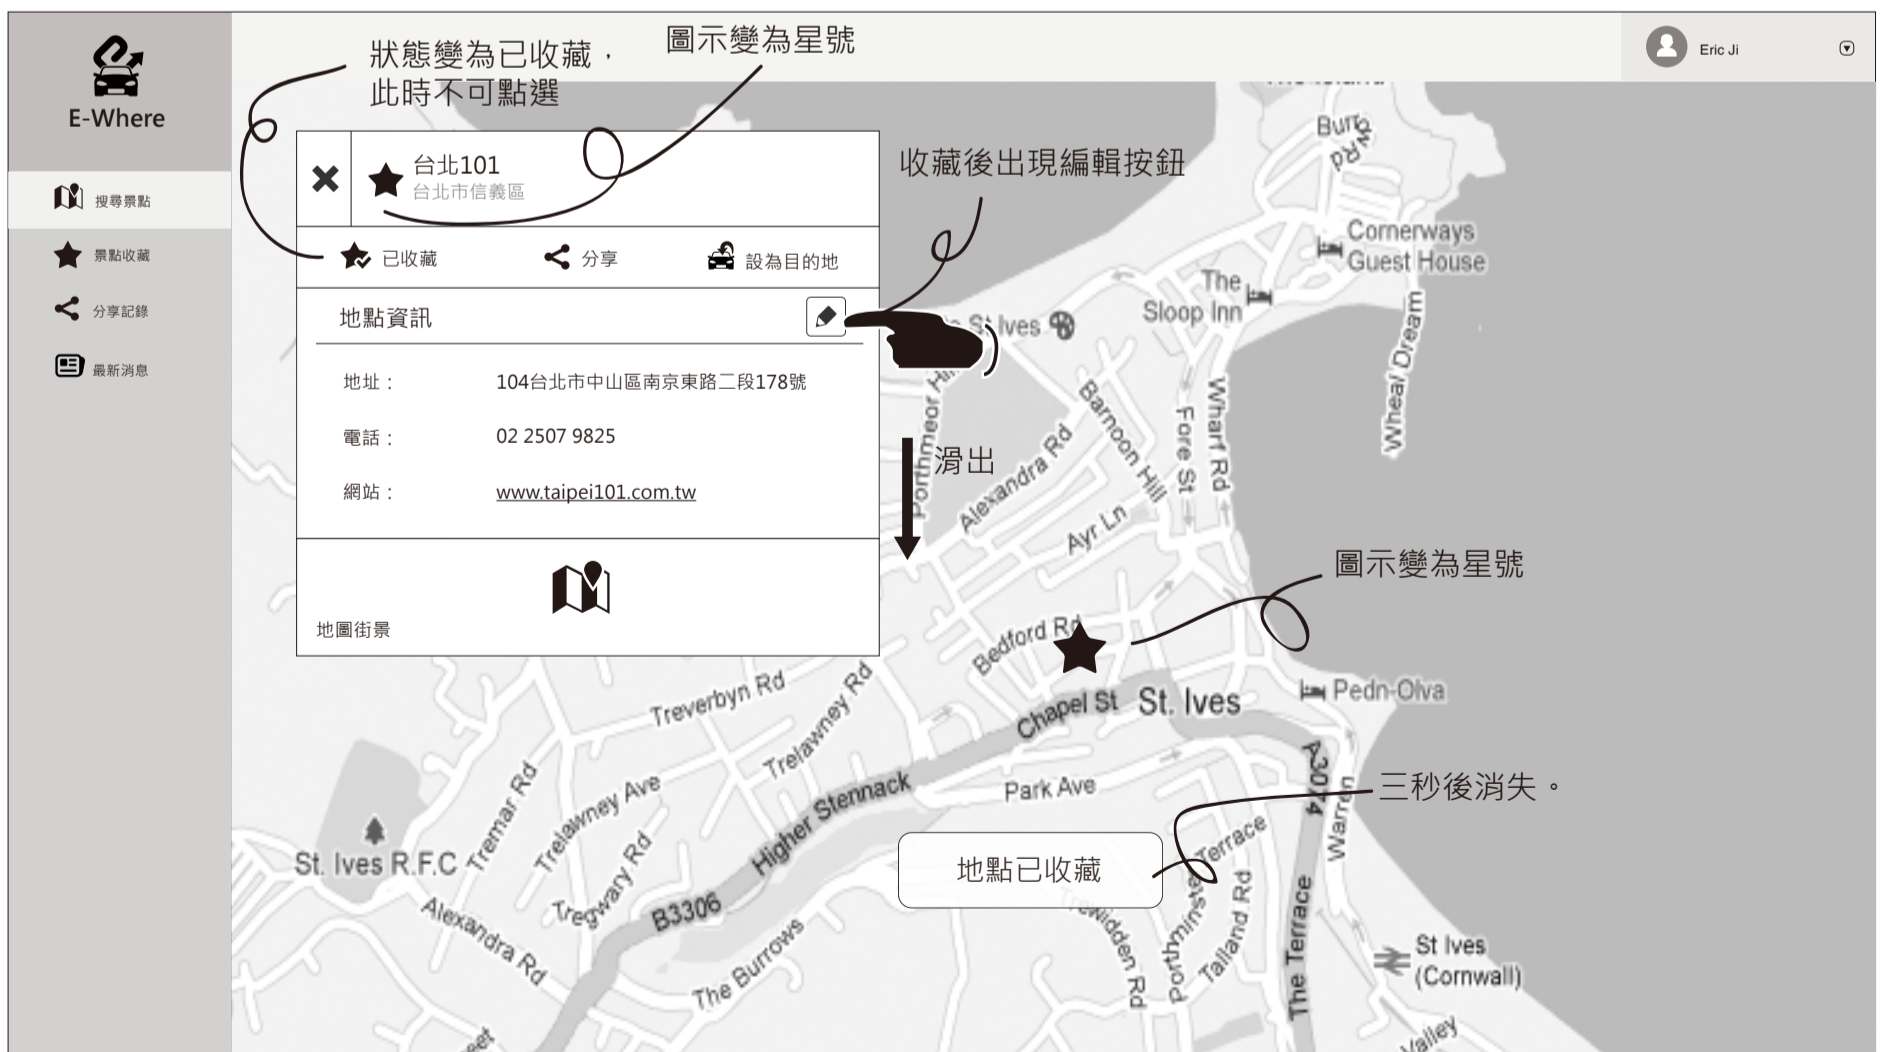 狀態變為已收藏，
此時不可點選
圖示變為星號
Eric Ji
E-Where
搜尋景點
景點收藏
分享記錄
最新消息
台北101
台北市信義區
已收藏
分享
設為目的地
地點資訊
地址：
104台北市中山區南京東路二段178號
電話：
02 2507 9825
網站：
www.taipei101.com.tw
地圖街景
收藏後出現編輯按鈕
滑出
圖示變為星號
三秒後消失。
地點已收藏
Cornerways
Guest House
The
Sloop Inn
St Ives
Wheal Dream
Wharf Rd
Fore St
Barnoon Hill
Alexandra Rd
Porthmeor
Ayr Ln
Bedford Rd
Chapel St
St. Ives
Pedn-Olva
A3074
Warren
Treverbyn Rd
Trelawney Rd
Higher Stennack
Park Ave
Tremar Rd
Trelawney Ave
Tregwary Rd
St. Ives R.F.C
Alexandra Rd
B3306
The Burrows
Terrace
Talland Rd
The Terrace
St Ives
(Cornwall)
Valley